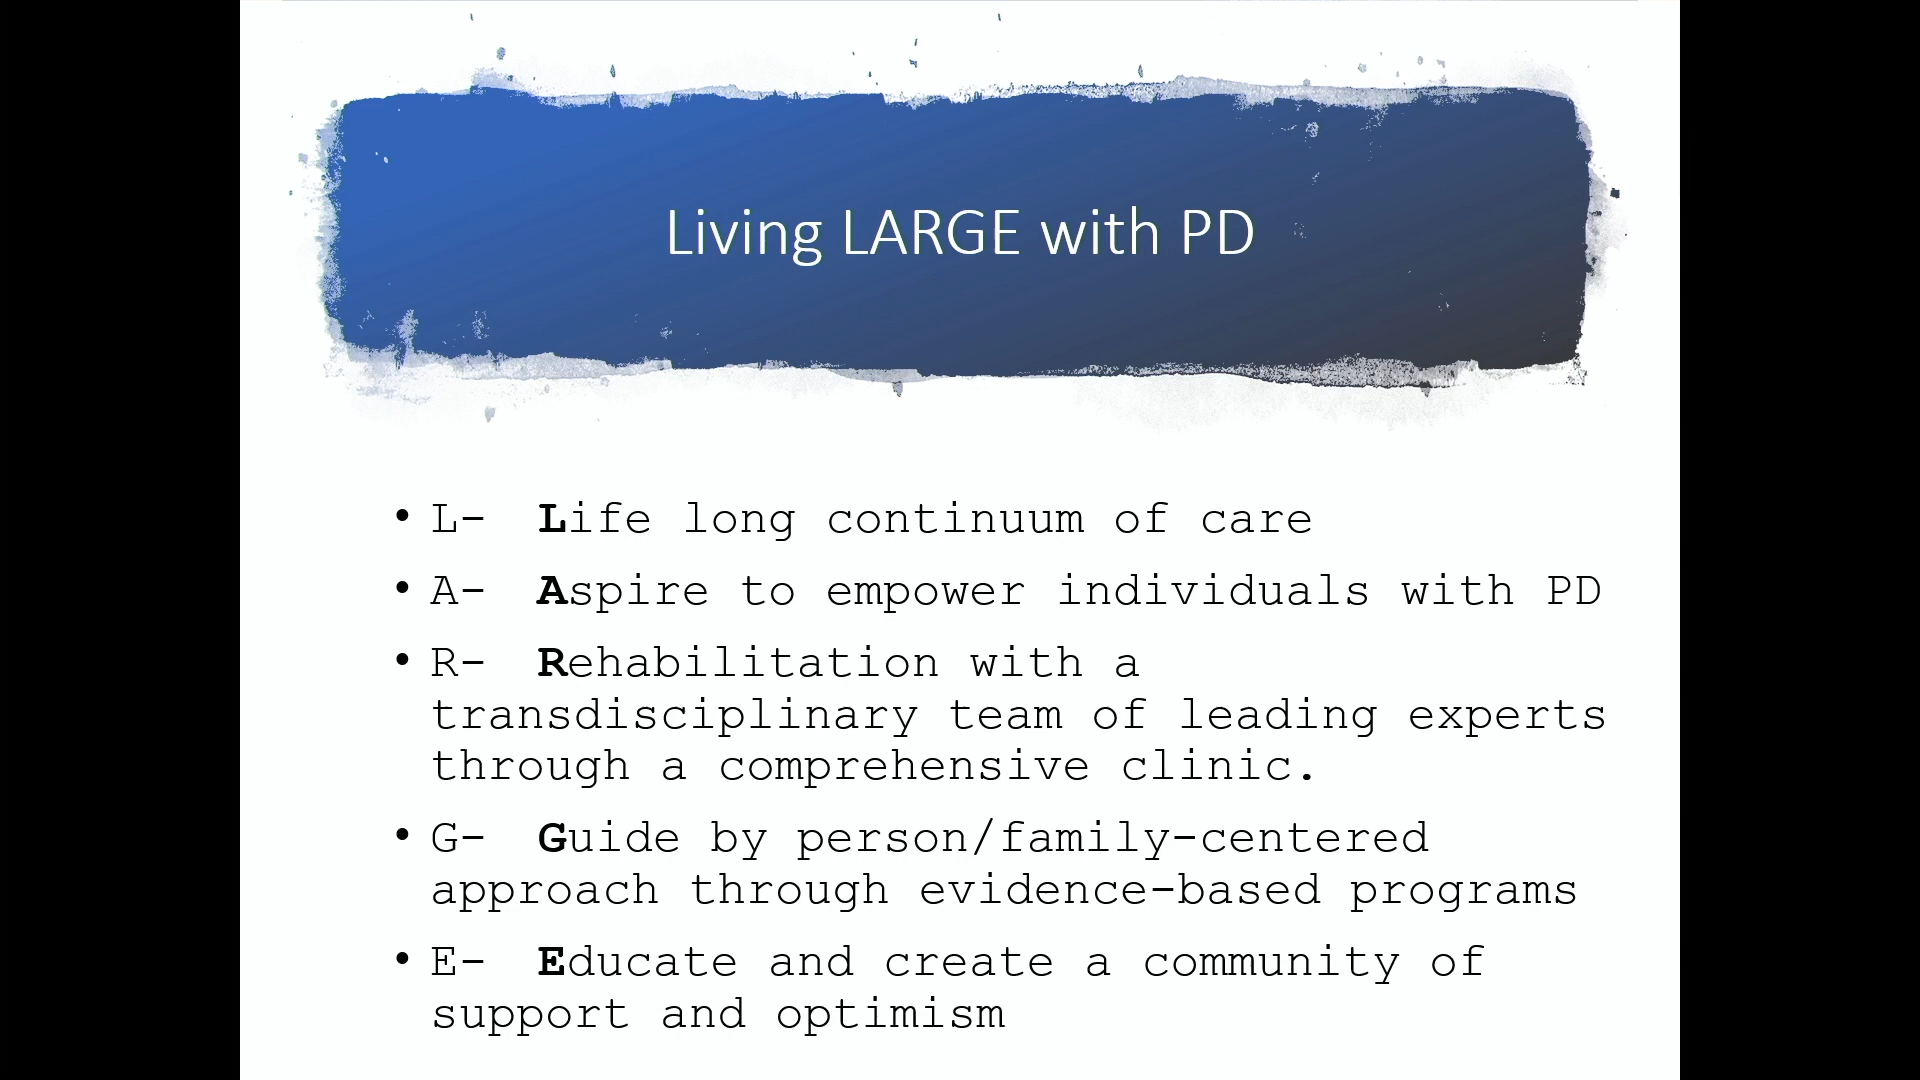 Living LARGE with PD
• L- Life long continuum of care
• A- Aspire to empower individuals with PD
• R- Rehabilitation with a
transdisciplinary team of leading experts
through a comprehensive clinic.
• G- Guide by person/family-centered
approach through evidence-based programs
• E- Educate and create a community of
support and optimism